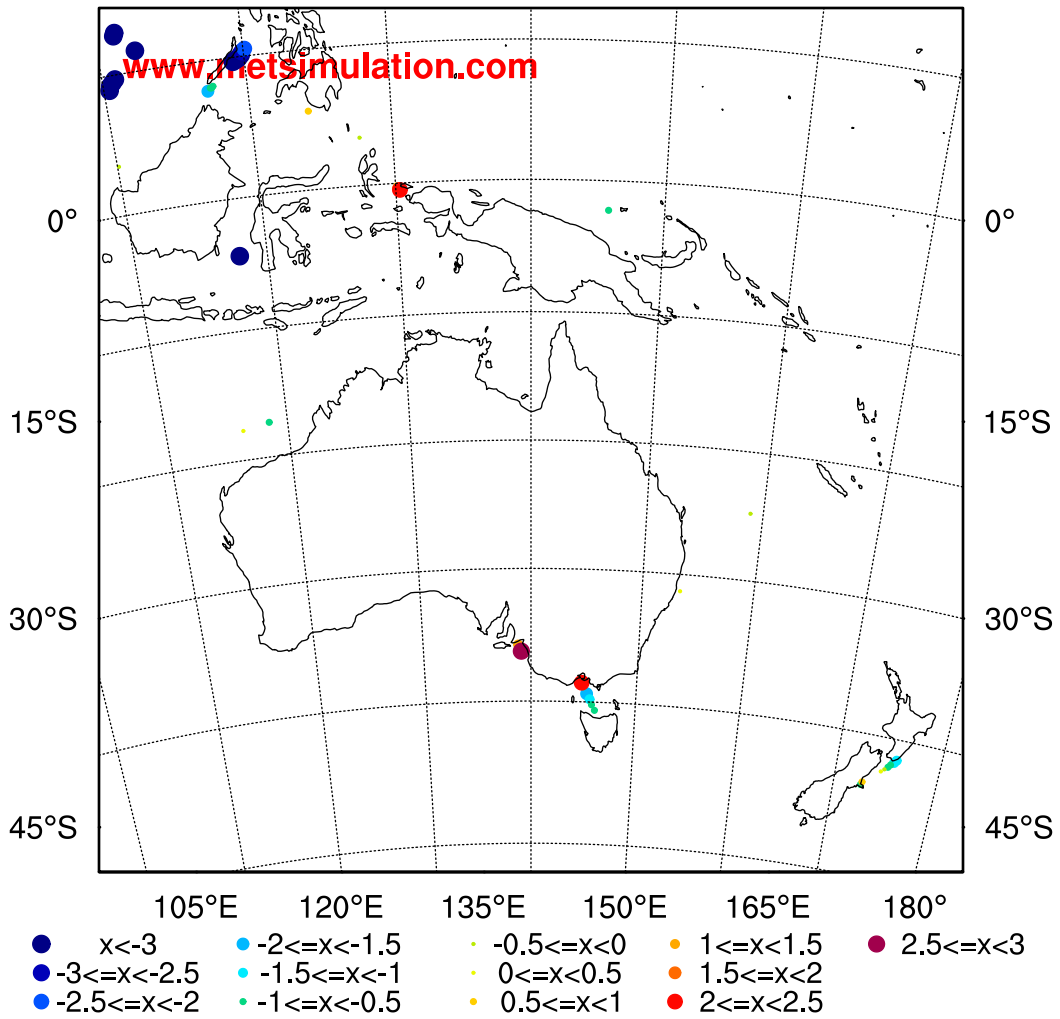 www.metsimulation.com
0° 0°
15°S 15°S
30°S 30°S
45°S 45°S
105°E 120°E 135°E 150°E 165°E 180°
x<-3 -2<=x<-1.5 -0.5<=x<0 1<=x<1.5 2.5<=x<3
-3<=x<-2.5 -1.5<=x<-1 0<=x<0.5 1.5<=x<2
-2.5<=x<-2 -1<=x<-0.5 0.5<=x<1 2<=x<2.5